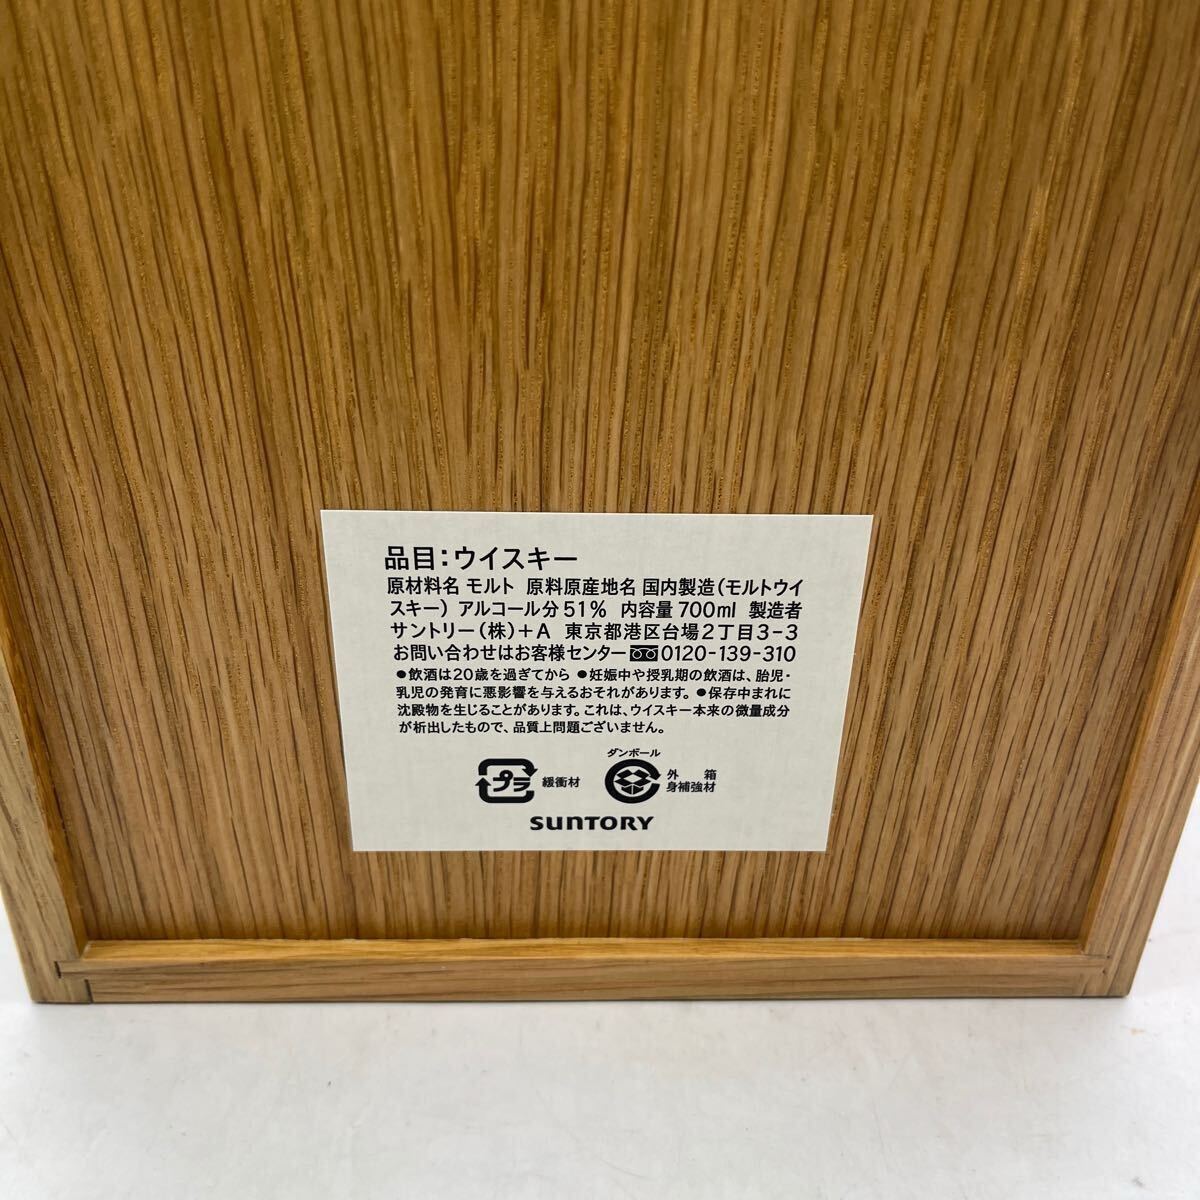 品目:ウイスキー
原材料名 モルト 原料原産地名 国内製造(モルトウイ
スキー) アルコール分51% 内容量700ml 製造者
サントリー(株)+A 東京都港区台場2丁目3-3
お問い合わせはお客様センター 0120-139-310
●飲酒は20歳を過ぎてから ●妊娠中や授乳期の飲酒は、胎児・
乳児の発育に悪影響を与えるおそれがあります。 ●保存中まれに
沈殿物を生じることがあります。これは、ウイスキー本来の微量成分
が析出したもので、品質上問題ございません。
プラ 緩衝材
ダンボール
外 箱
身補強材
SUNTORY